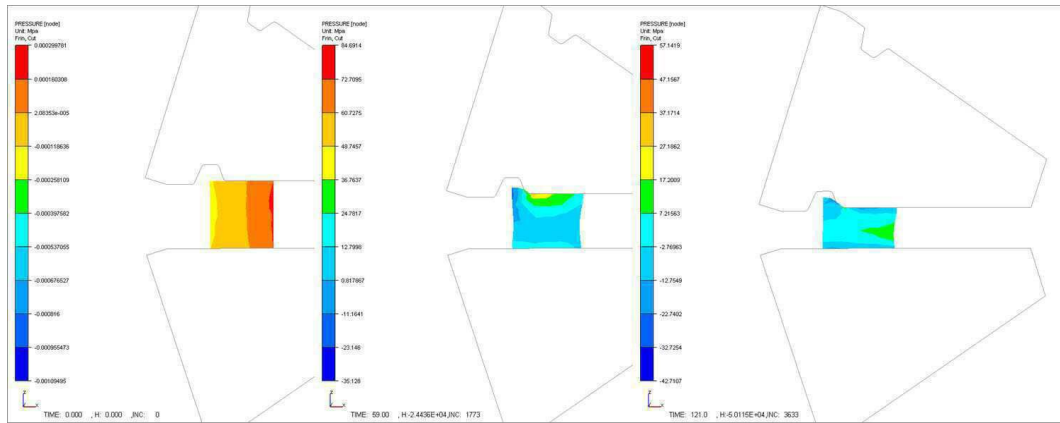 PRESSURE [node]
Unit: Mpa
Frin, Cut
0.000299781
0.000160308
2.08353e-005
-0.000118636
-0.000258109
-0.000397582
-0.000537055
-0.000676527
-0.000816
-0.000955473
-0.00109495
TIME: 0.000 , H: 0.000 ,INC: 0
PRESSURE [node]
Unit: Mpa
Frin, Cut
84.6914
72.7095
60.7275
48.7457
36.7637
24.7817
12.7998
0.817867
-11.1641
-23.146
-35.128
TIME: 59.00 , H:-2.4436E+04,INC: 1773
PRESSURE [node]
Unit: Mpa
Frin, Cut
57.1419
47.1567
37.1714
27.1862
17.2009
7.21563
-2.76963
-12.7549
-22.7402
-32.7254
-42.7107
TIME: 121.0 , H:-5.0115E+04,INC: 3633